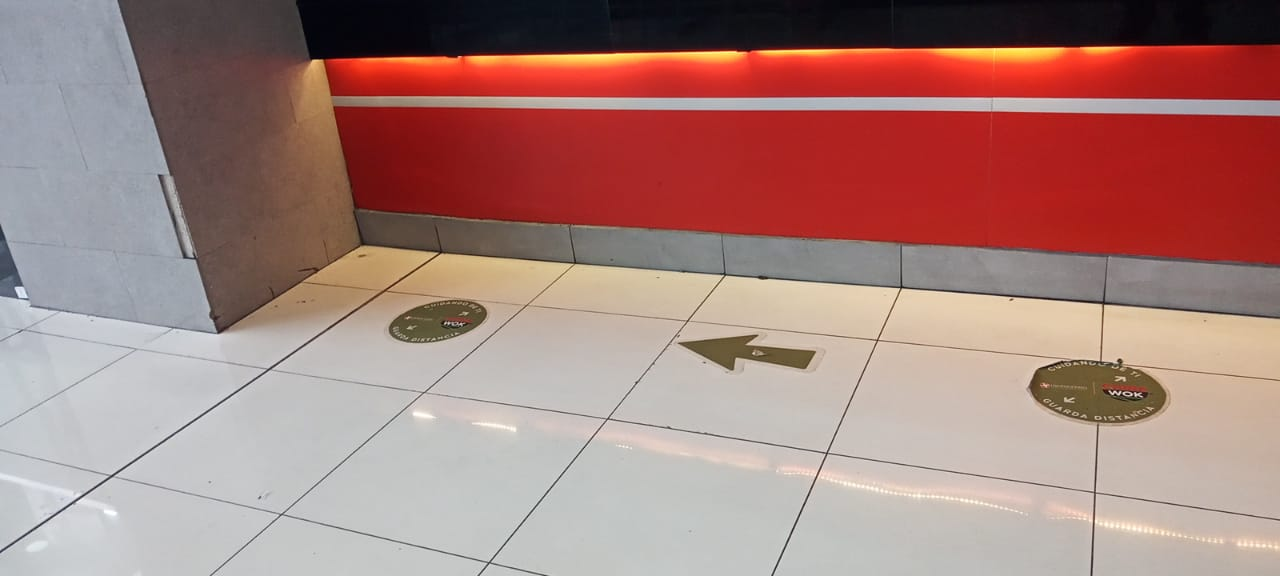 CUIDANDO DE TI
WOK
GUARDA DISTANCIA
CUIDANDO DE TI
WOK
GUARDA DISTANCIA